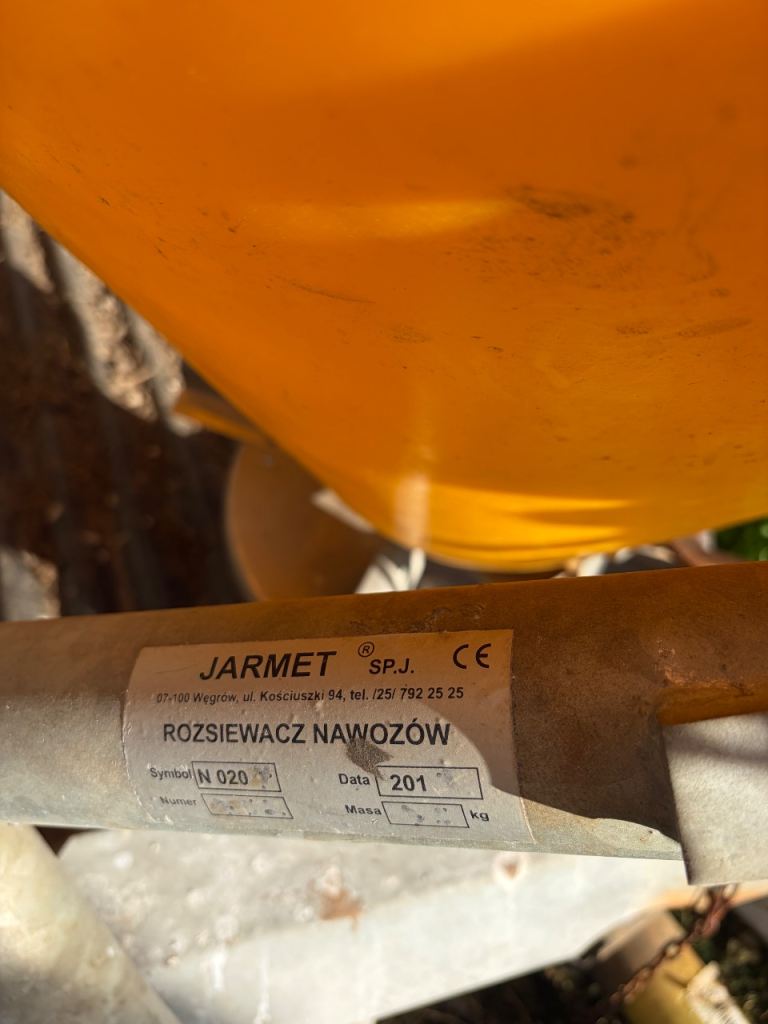 JARMET ® SP.J. CE
07-100 Węgrów, ul. Kościuszki 94, tel. /25/ 792 25 25
ROZSIEWACZ NAWOZÓW
Symbol N 020 Data 201
Numer Masa kg